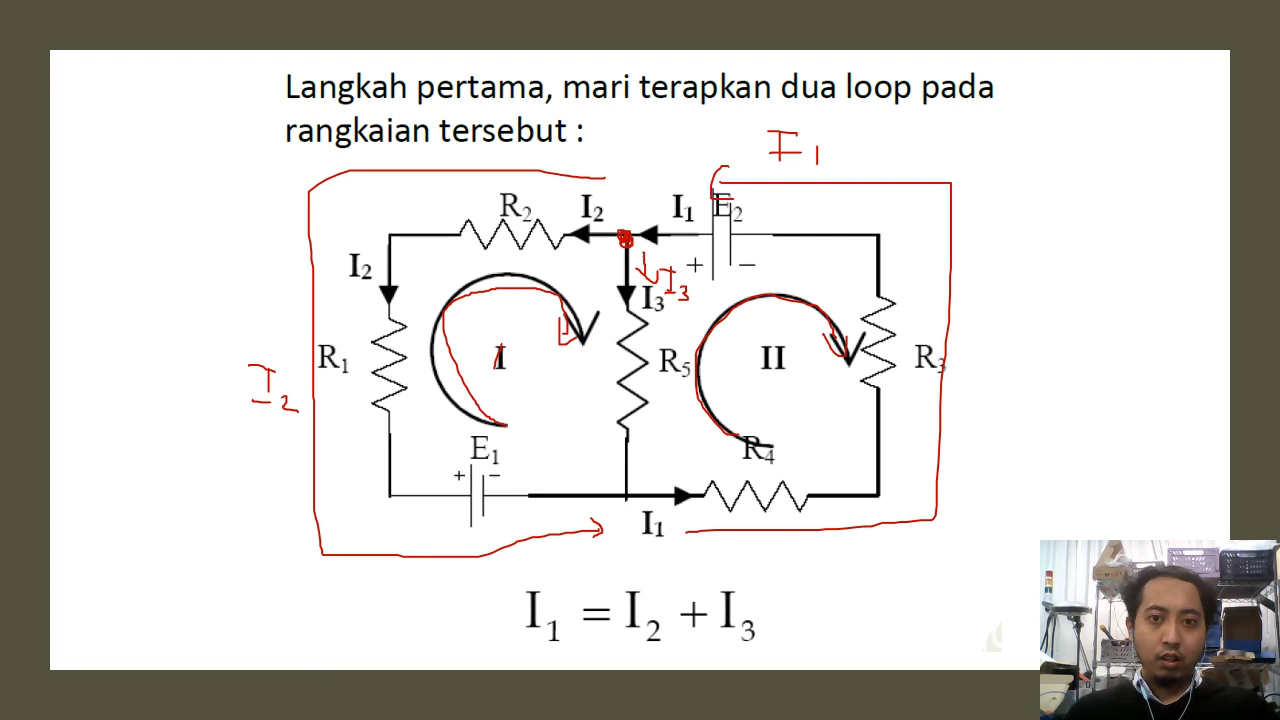 Langkah pertama, mari terapkan dua loop pada
rangkaian tersebut :
I₁
R₂ I₂ I₁ E₂
I₂ + −
I₃ I₃
R₁ I R₅ II R₃
I₂
E₁ R₄
+ −
I₁
I₁ = I₂ + I₃